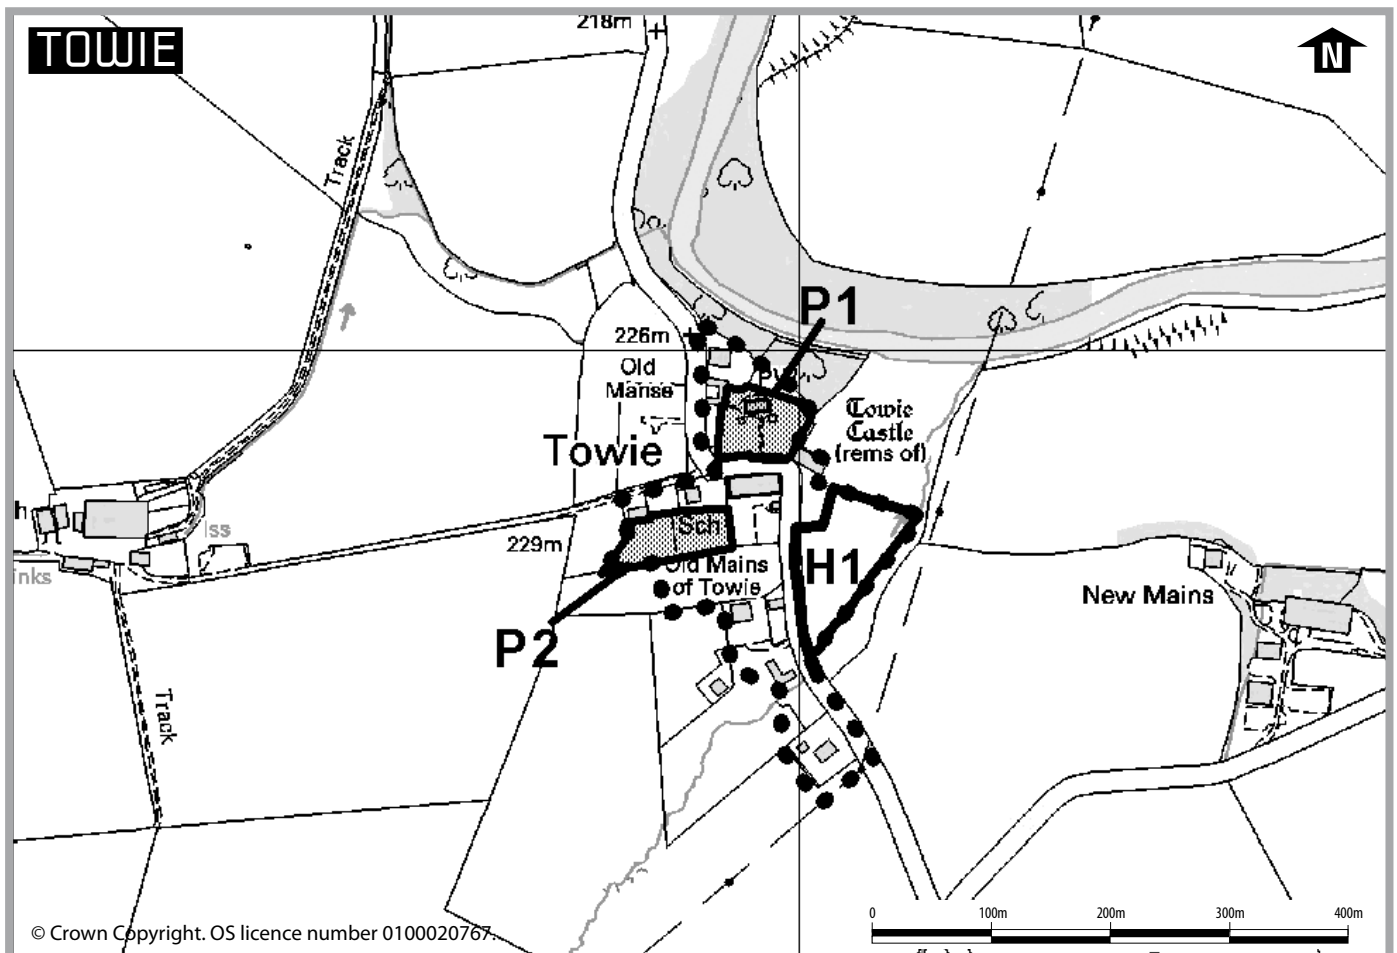 TOWIE
218m
N
Track
P1
226m
Old
Manse
Towie
Castle
(rems of)
Towie
Sch
229m
Old Mains
of Towie
H1
P2
New Mains
Iss
inks
Track
0 100m 200m 300m 400m
© Crown Copyright. OS licence number 0100020767.